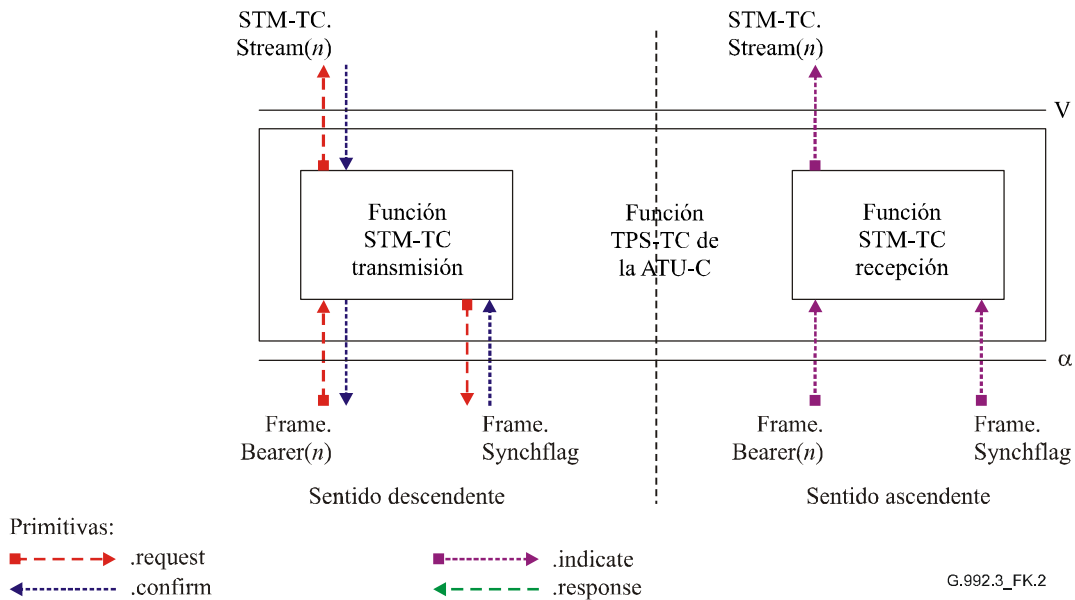 STM-TC.
Stream(n)
STM-TC.
Stream(n)
V
Función
STM-TC
transmisión
Función
TPS-TC de
la ATU-C
Función
STM-TC
recepción
α
Frame.
Bearer(n)
Frame.
Synchflag
Frame.
Bearer(n)
Frame.
Synchflag
Sentido descendente
Sentido ascendente
Primitivas:
.request
.indicate
.confirm
.response
G.992.3_FK.2